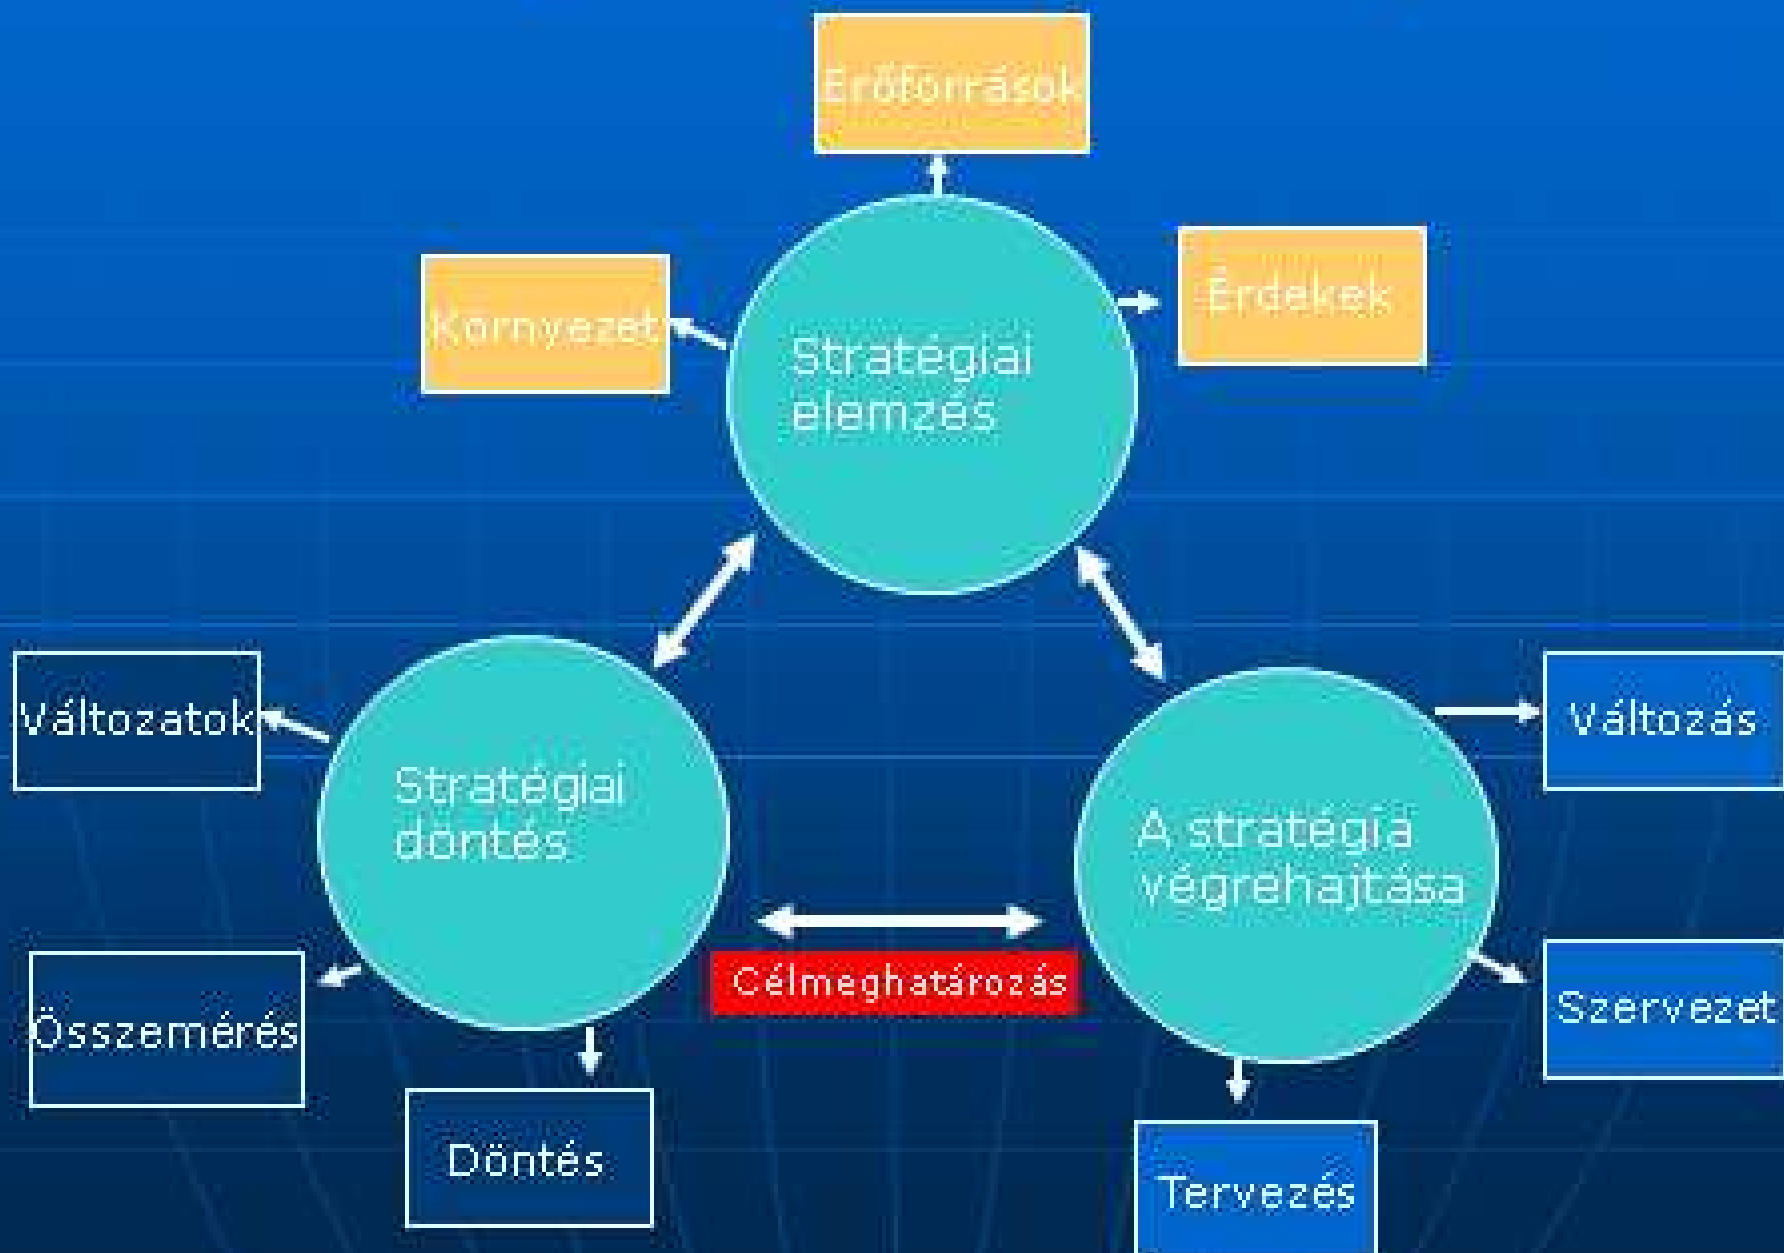 Erőforrások
Érdekek
Környezet
Stratégiai
elemzés
Változatok
Változás
Stratégiai
döntés
A stratégia
végrehajtása
Célmeghatározás
Összemérés
Szervezet
Döntés
Tervezés